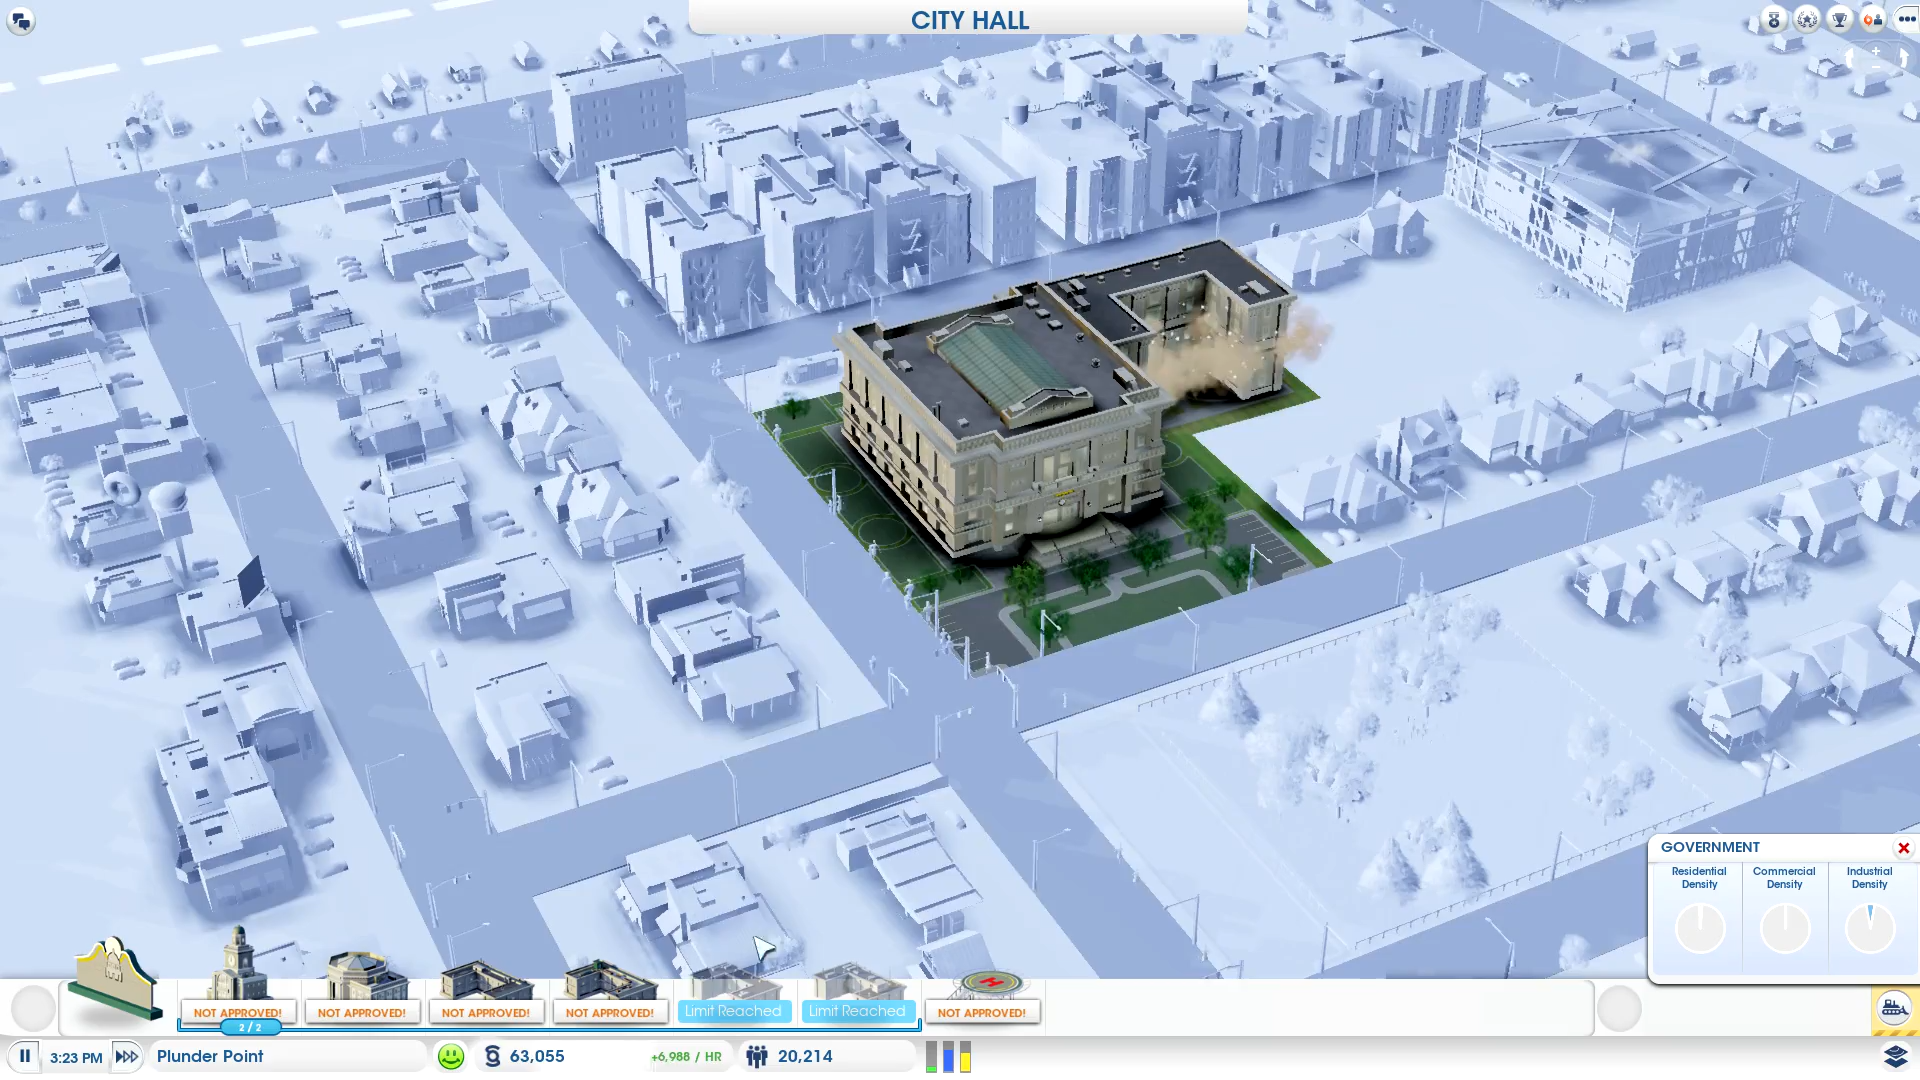 CITY HALL
GOVERNMENT
Residential
Density
Commercial
Density
Industrial
Density
NOT APPROVED!
NOT APPROVED!
NOT APPROVED!
NOT APPROVED!
Limit Reached
Limit Reached
NOT APPROVED!
2 / 2
3:23 PM
Plunder Point
63,055
+6,988 / HR
20,214